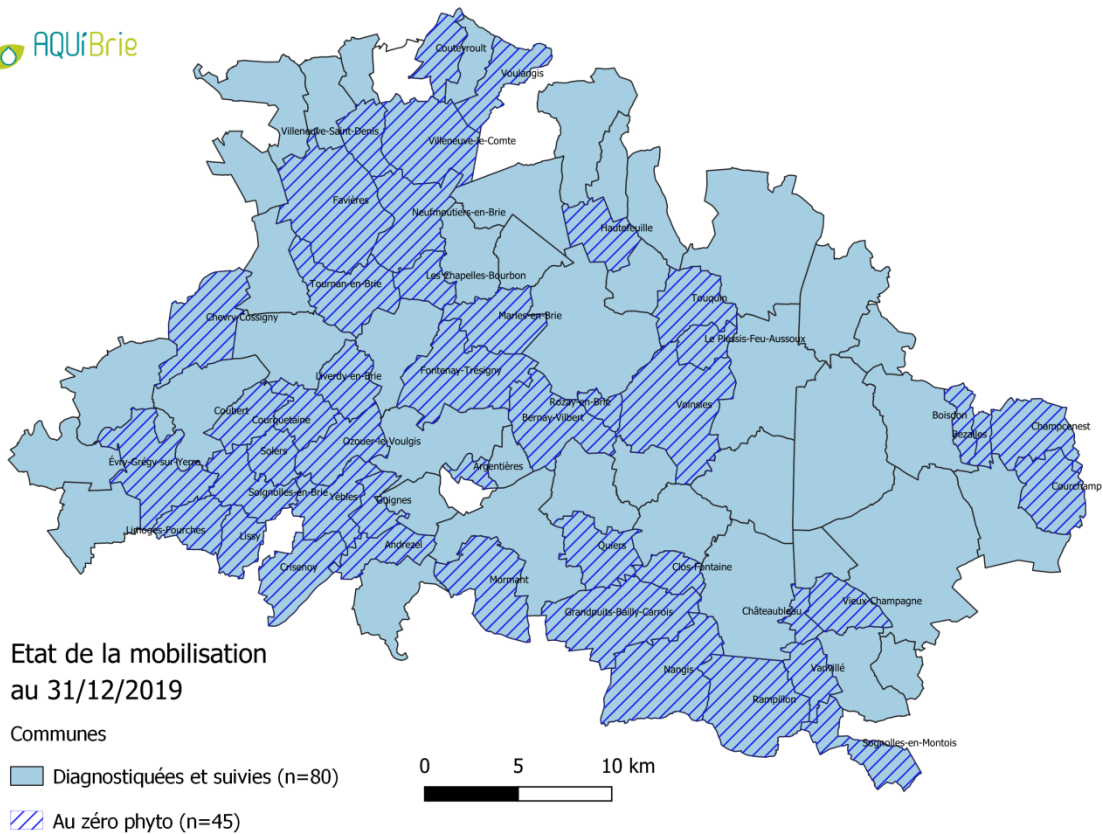 AQUiBrie
Couteyroult
Voulangis
Villeneuve-Saint-Denis
Villeneuve-le-Comte
Favières
Neufmoutiers-en-Brie
Hautefeuille
Les Chapelles-Bourbon
Tournan-en-Brie
Touquin
Chevry-Cossigny
Marles-en-Brie
Le Plessis-Feu-Aussoux
Fontenay-Trésigny
Liverdy-en-Brie
Rozay-en-Brie
Voinsles
Coubert
Courquetaine
Bernay-Vilbert
Boisdon
Champcenest
Bezalles
Ozouer-le-Voulgis
Solers
Évry-Grégy-sur-Yerre
Argentières
Courchamp
Soignolles-en-Brie
Yèbles
Guignes
Limoges-Fourches
Lissy
Andrezel
Quiers
Crisenoy
Clos-Fontaine
Mormant
Vieux-Champagne
Grandpuits-Bailly-Carrois
Châteaubleau
Nangis
Vanvillé
Rampillon
Sognolles-en-Montois
Etat de la mobilisation
au 31/12/2019
Communes
Diagnostiquées et suivies (n=80)
Au zéro phyto (n=45)
0 5 10 km